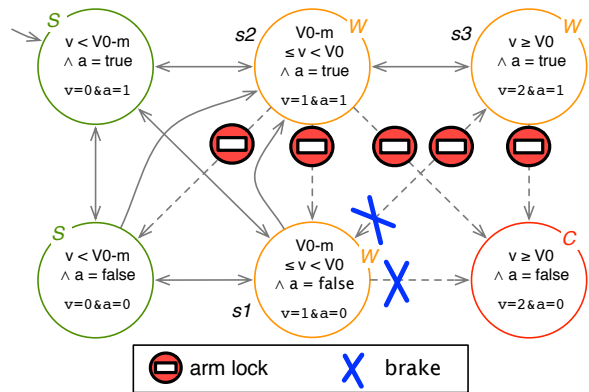 S
v < V0-m
∧ a = true
v=0&a=1
s2
W
V0-m
≤ v < V0
∧ a = true
v=1&a=1
s3
W
v ≥ V0
∧ a = true
v=2&a=1
S
v < V0-m
∧ a = false
v=0&a=0
s1
W
V0-m
≤ v < V0
∧ a = false
v=1&a=0
C
v ≥ V0
∧ a = false
v=2&a=0
arm lock
brake